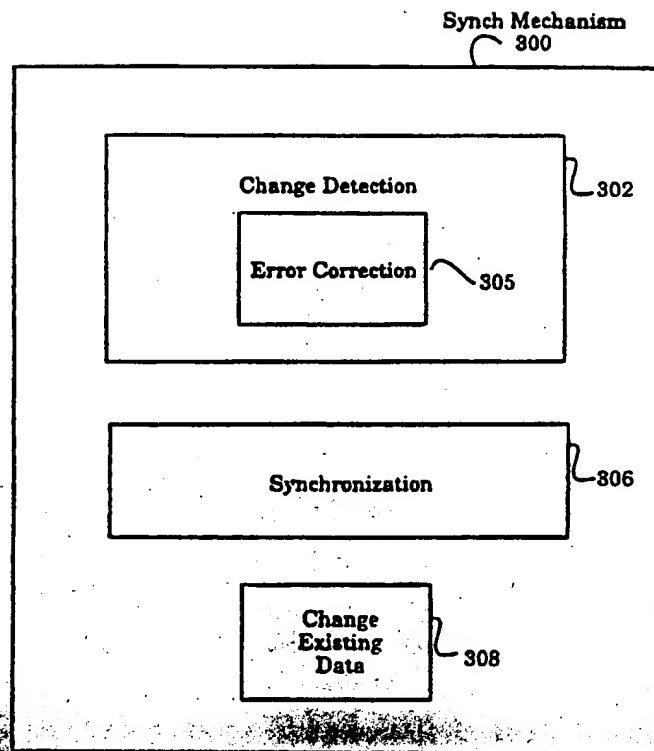 Synch Mechanism
300
Change Detection
302
Error Correction
305
Synchronization
306
Change
Existing
Data
308